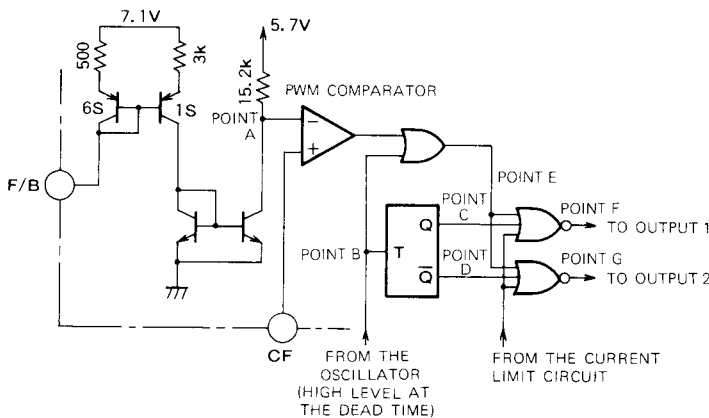 7.1V
5.7V
500
3k
15.2k
PWM COMPARATOR
6S
1S
POINT
A
F/B
POINT E
POINT
C
POINT F
TO OUTPUT 1
Q
POINT B
T
POINT
D
POINT G
Q
TO OUTPUT 2
CF
FROM THE
OSCILLATOR
(HIGH LEVEL AT
THE DEAD TIME)
FROM THE CURRENT
LIMIT CIRCUIT